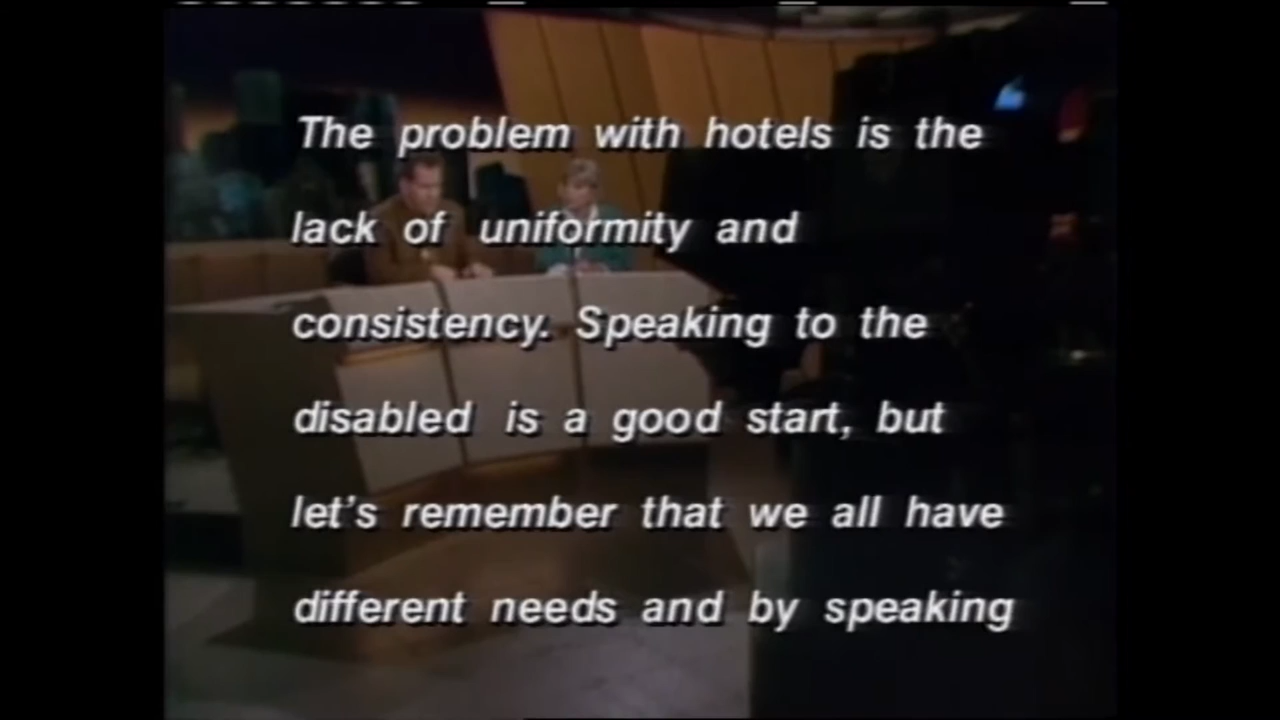 The problem with hotels is the
lack of uniformity and
consistency. Speaking to the
disabled is a good start, but
let's remember that we all have
different needs and by speaking